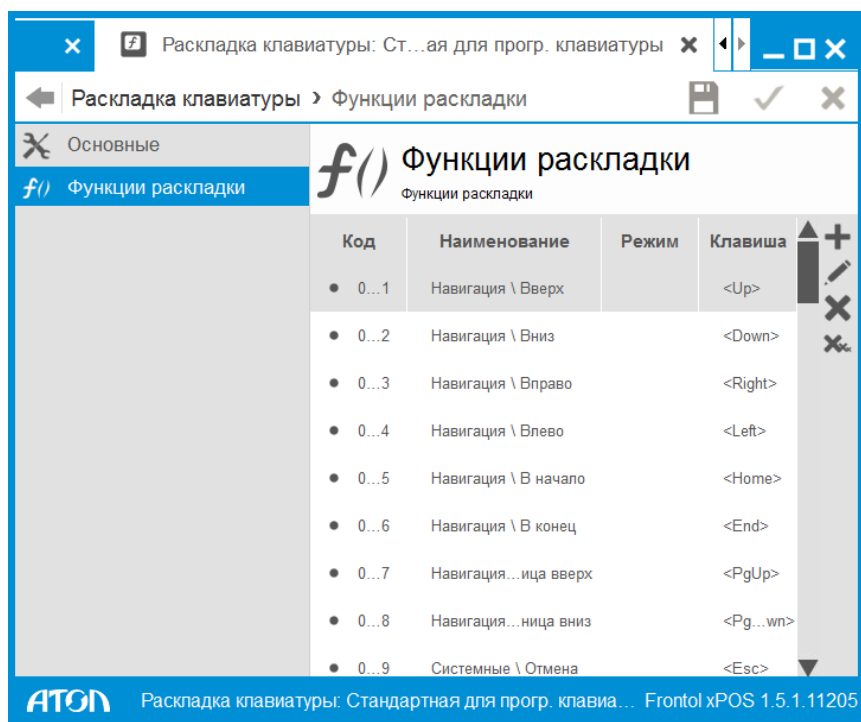 Раскладка клавиатуры: Ст…ая для прогр. клавиатуры
Раскладка клавиатуры › Функции раскладки
Основные
f() Функции раскладки
f() Функции раскладки
Функции раскладки
Код Наименование Режим Клавиша
0…1 Навигация \ Вверх <Up>
0…2 Навигация \ Вниз <Down>
0…3 Навигация \ Вправо <Right>
0…4 Навигация \ Влево <Left>
0…5 Навигация \ В начало <Home>
0…6 Навигация \ В конец <End>
0…7 Навигация…ица вверх <PgUp>
0…8 Навигация…ница вниз <Pg…wn>
0…9 Системные \ Отмена <Esc>
АТОЛ Раскладка клавиатуры: Стандартная для прогр. клавиа… Frontol xPOS 1.5.1.11205